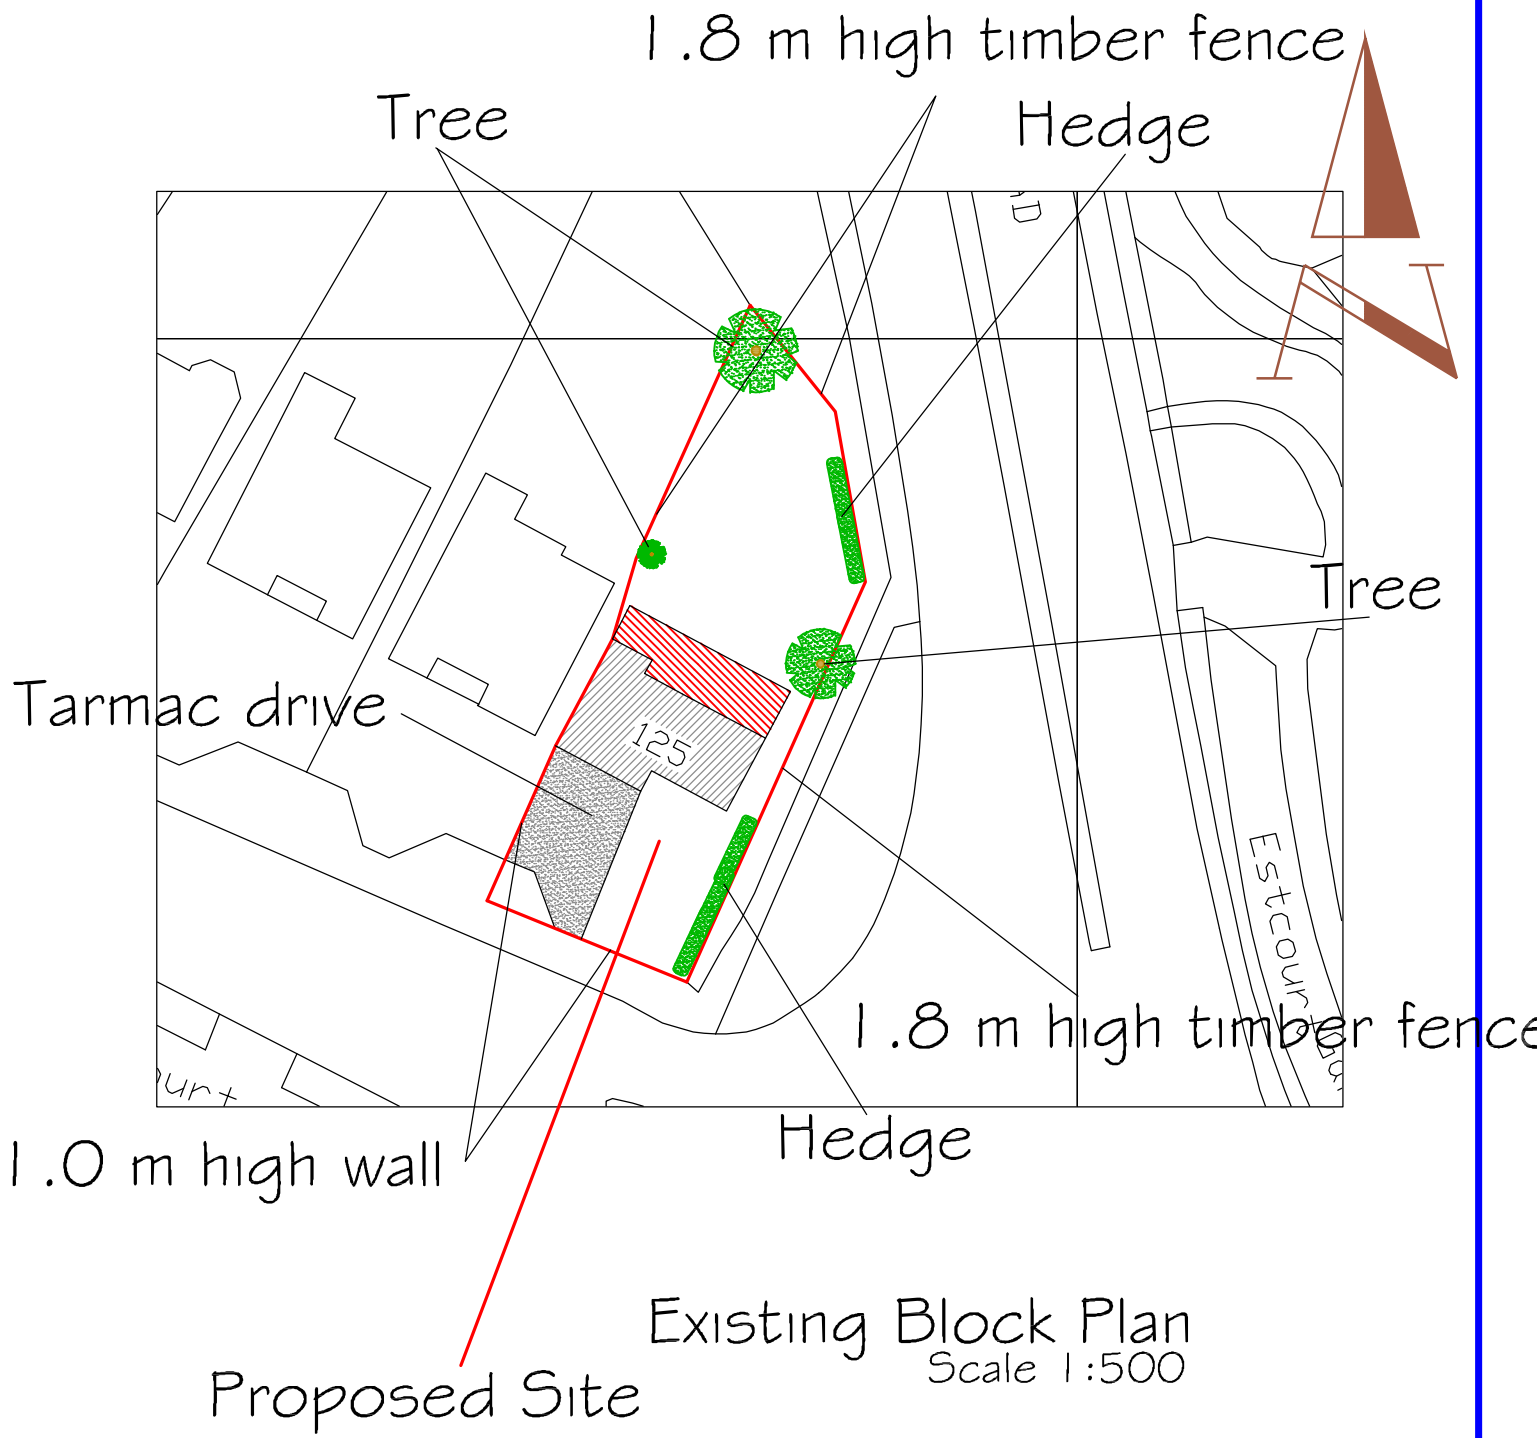 1.8 m high timber fence
Tree
Hedge
N
Tree
Tarmac drive
125
Estcourt
1.8 m high timber fence
Hedge
1.0 m high wall
Existing Block Plan
Scale 1:500
Proposed Site